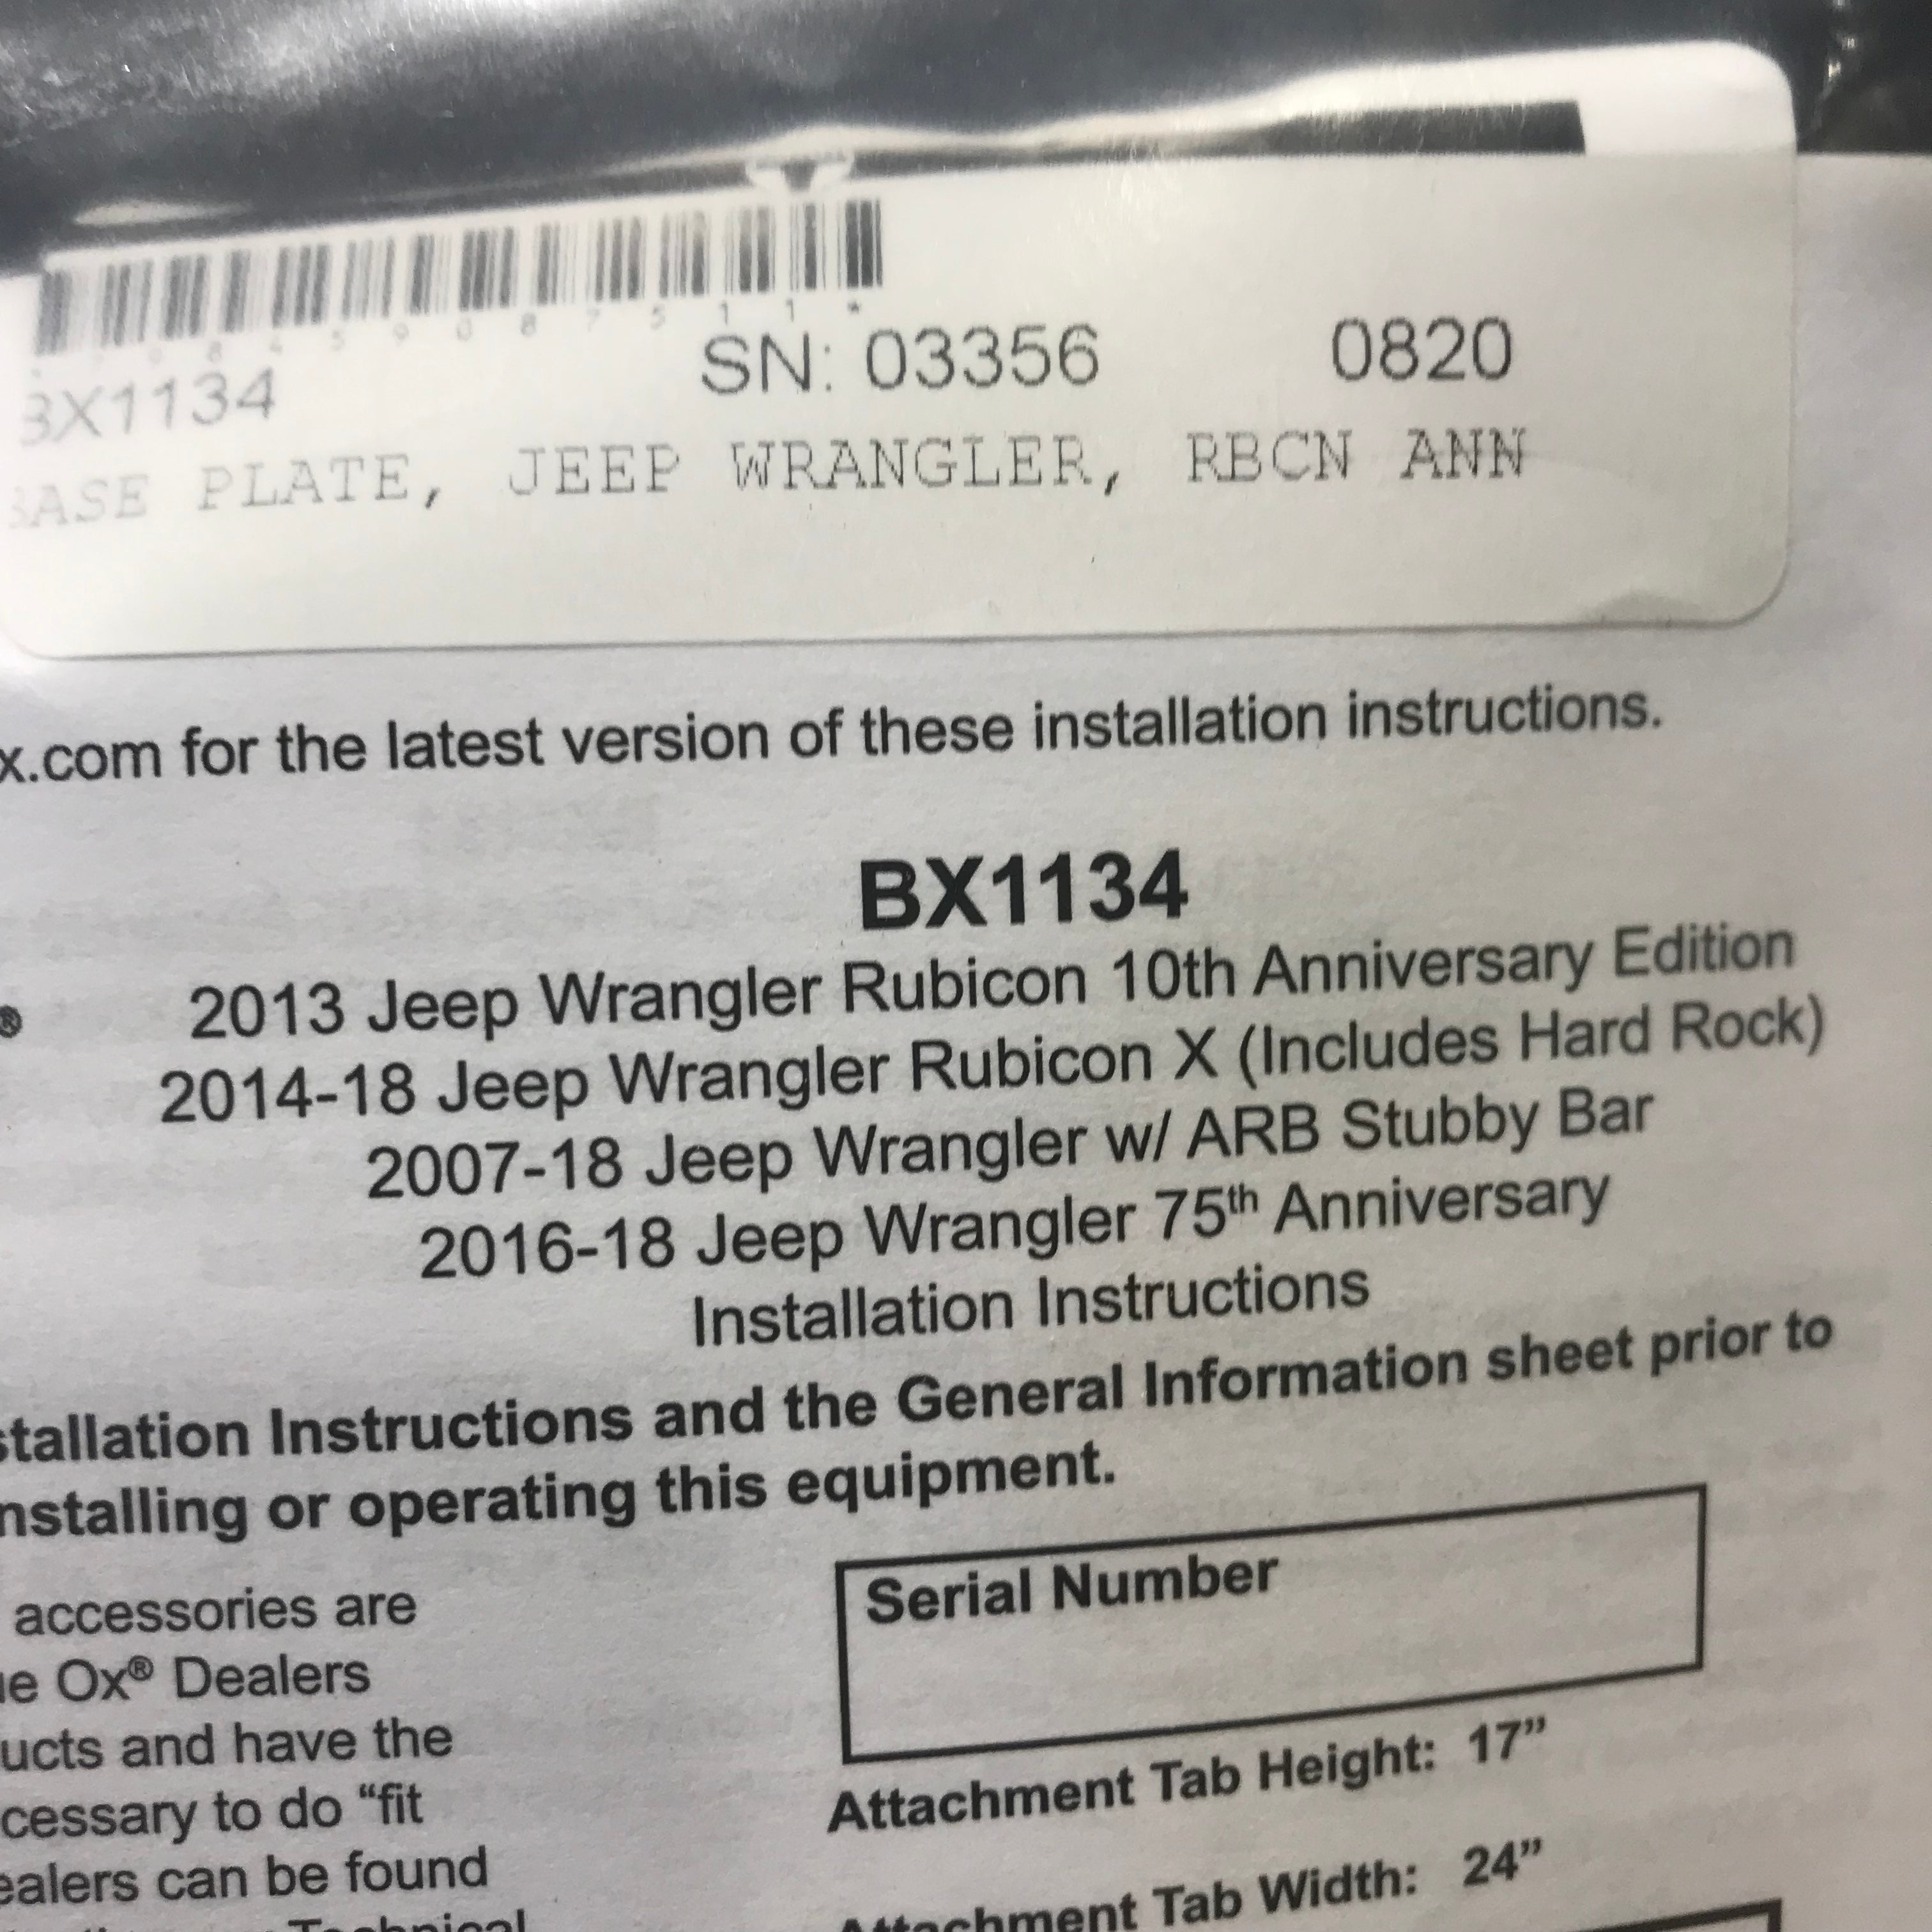 SN: 03356 0820
BX1134
BASE PLATE, JEEP WRANGLER, RBCN ANN
x.com for the latest version of these installation instructions.
BX1134
® 2013 Jeep Wrangler Rubicon 10th Anniversary Edition
2014-18 Jeep Wrangler Rubicon X (Includes Hard Rock)
2007-18 Jeep Wrangler w/ ARB Stubby Bar
2016-18 Jeep Wrangler 75th Anniversary
Installation Instructions
stallation Instructions and the General Information sheet prior to
nstalling or operating this equipment.
Serial Number
accessories are
ue Ox® Dealers
ucts and have the
cessary to do “fit
ealers can be found
Technical
Attachment Tab Height: 17”
Attachment Tab Width: 24”